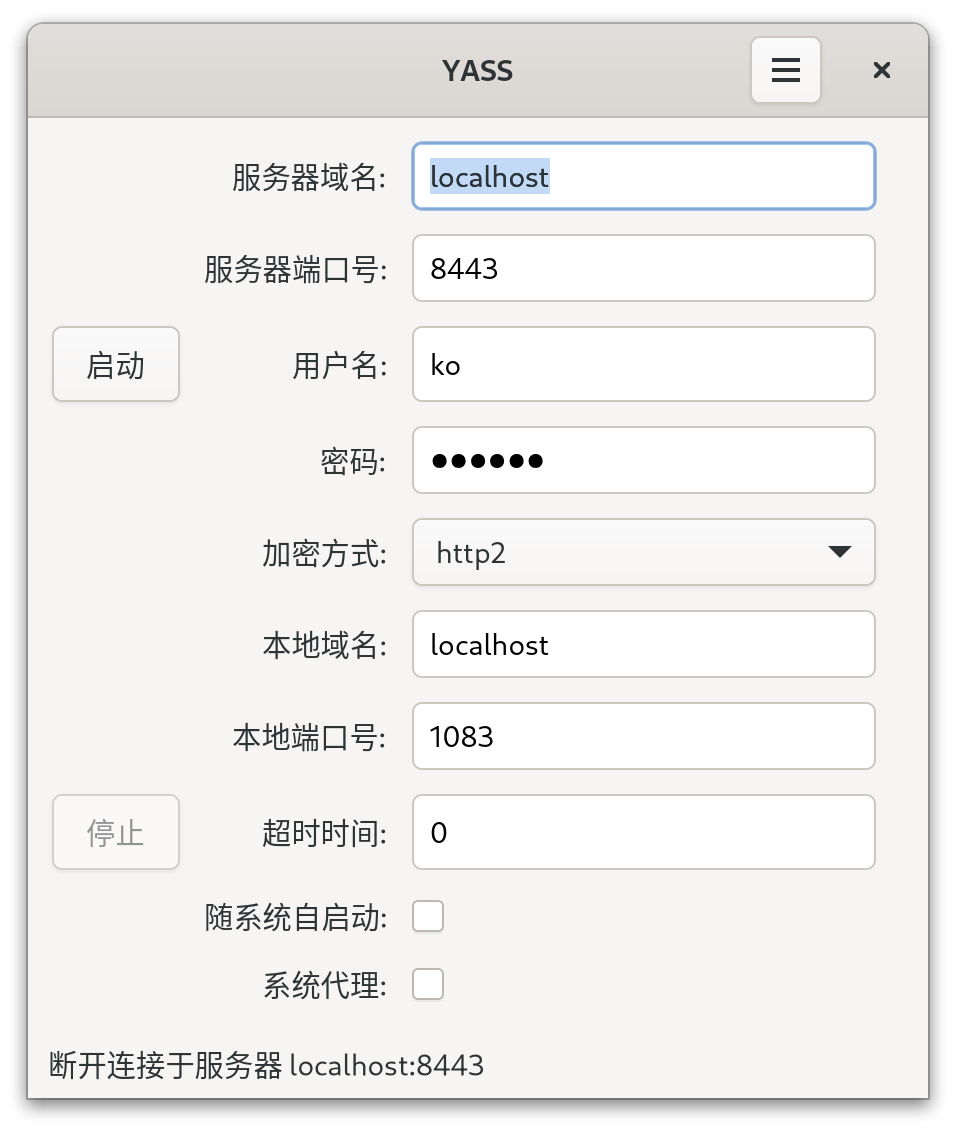 YASS
服务器域名: localhost
服务器端口号: 8443
启动 用户名: ko
密码: ●●●●●●
加密方式: http2
本地域名: localhost
本地端口号: 1083
停止 超时时间: 0
随系统自启动:
系统代理:
断开连接于服务器 localhost:8443